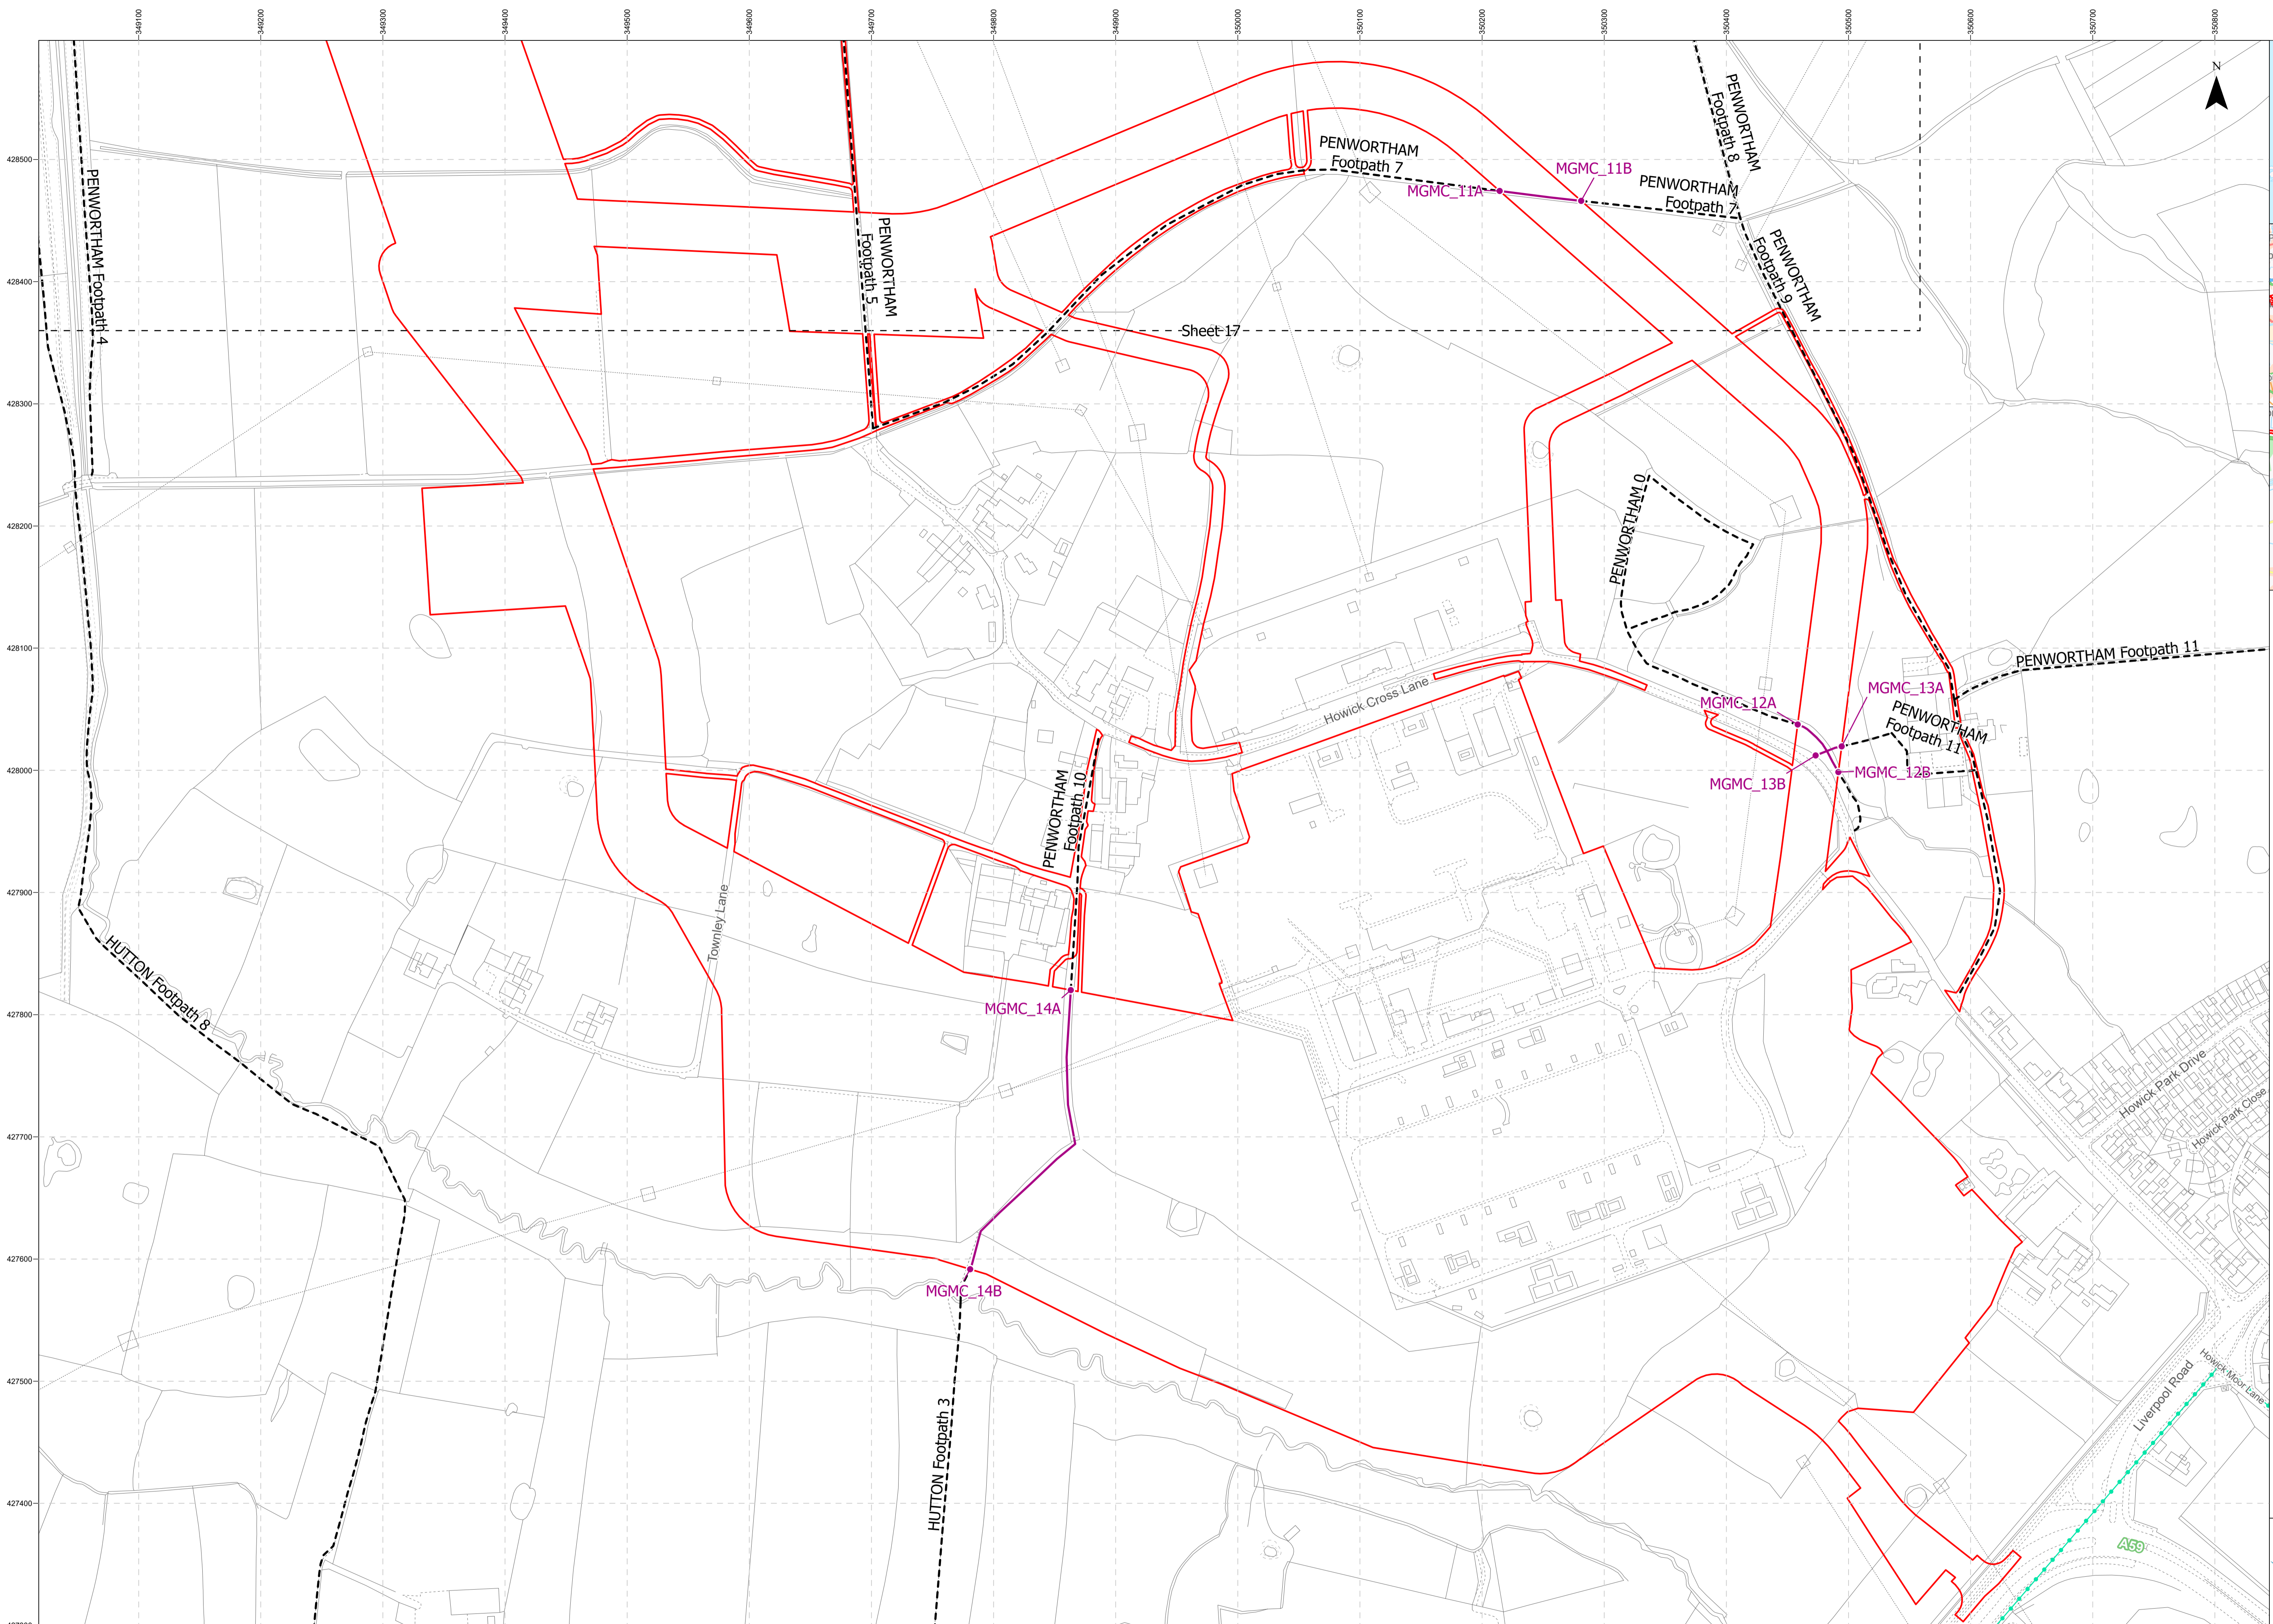 349100
349200
349300
349400
349500
349600
349700
349800
349900
350000
350100
350200
350300
350400
350500
350600
350700
350800
N
428500
428400
428300
428200
428100
428000
427900
427800
427700
427600
427500
427400
PENWORTHAM Footpath 4
PENWORTHAM
Footpath 5
PENWORTHAM
Footpath 7
MGMC_11A
MGMC_11B
PENWORTHAM
Footpath 7
PENWORTHAM
Footpath 8
PENWORTHAM
Footpath 9
Sheet 17
PENWORTHAM 0
PENWORTHAM Footpath 11
MGMC_13A
MGMC_12A
PENWORTHAM
Footpath 11
MGMC_12B
MGMC_13B
Howick Cross Lane
PENWORTHAM
Footpath 10
Townley Lane
HUTTON Footpath 8
MGMC_14A
MGMC_14B
HUTTON Footpath 3
Howick Park Drive
Howick Park Close
Howick Moor Lane
Liverpool Road
A59